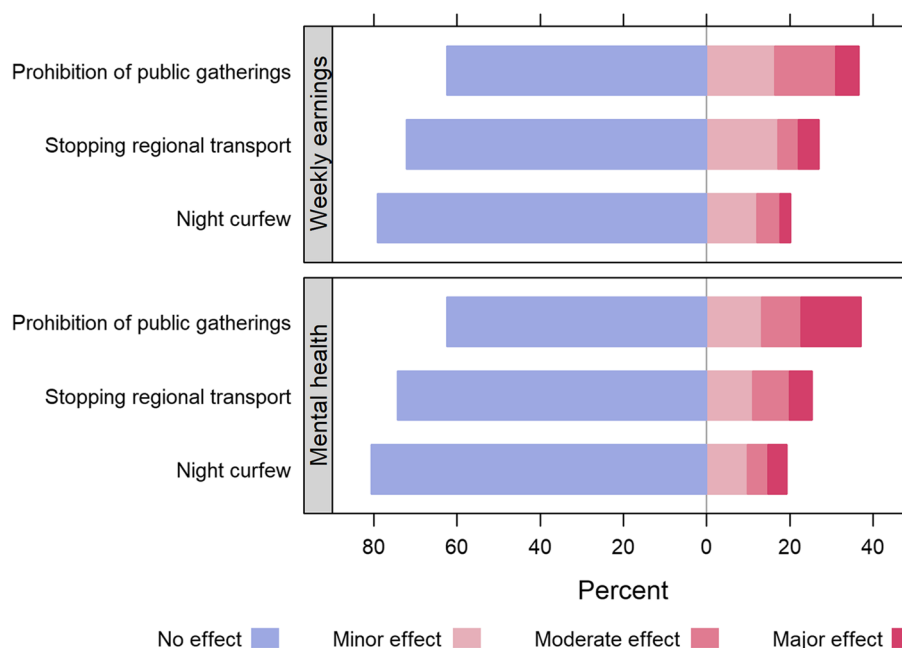 Weekly earnings
Prohibition of public gatherings
Stopping regional transport
Night curfew
Mental health
Prohibition of public gatherings
Stopping regional transport
Night curfew
80 60 40 20 0 20 40
Percent
No effect Minor effect Moderate effect Major effect